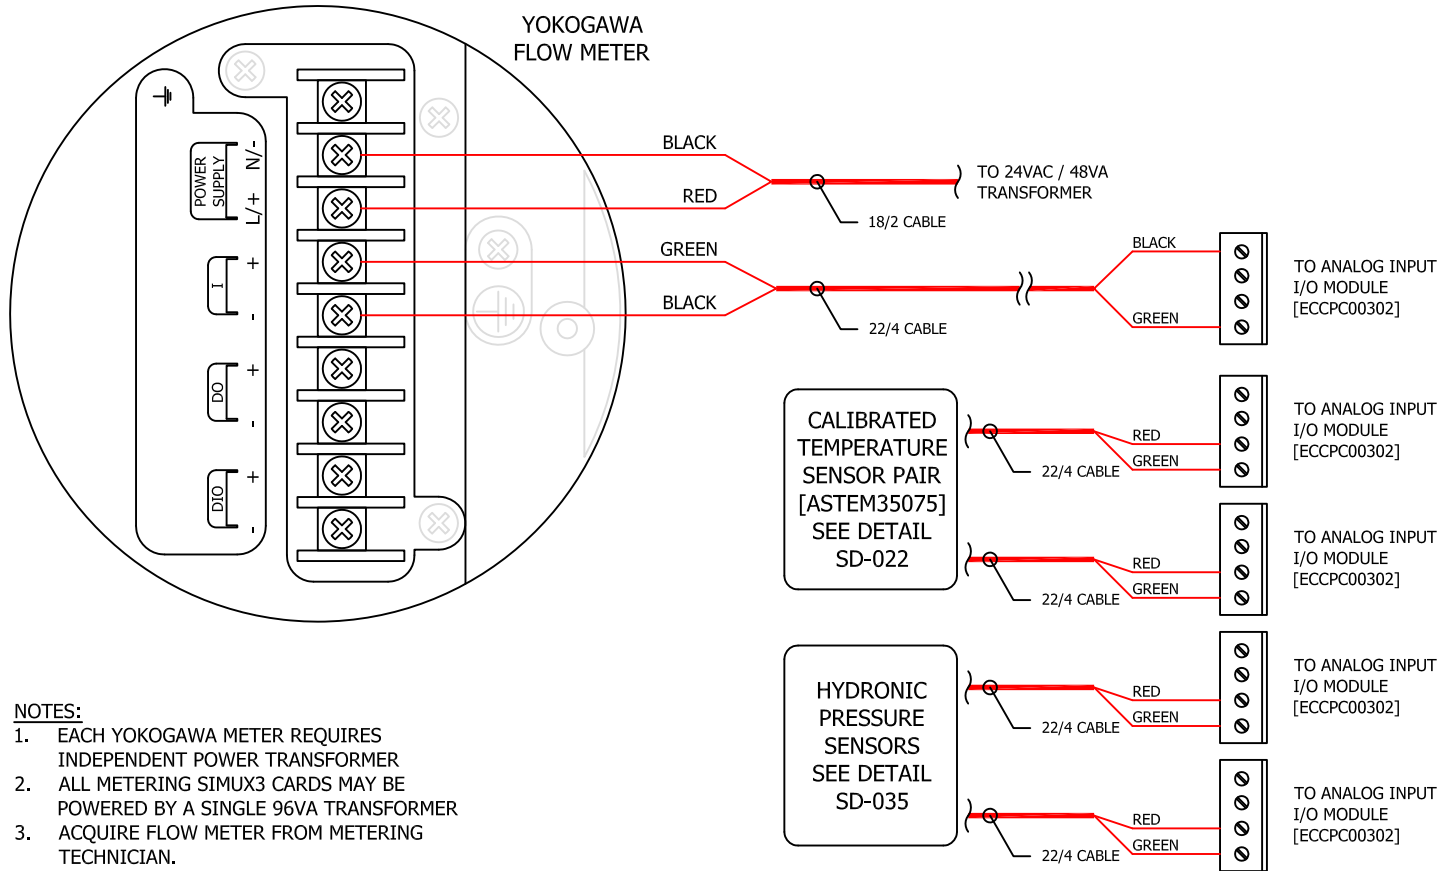 YOKOGAWA
FLOW METER
POWER
SUPPLY
N/-
L/+
I
+
-
DO
+
-
DIO
+
-
BLACK
RED
GREEN
BLACK
18/2 CABLE
TO 24VAC / 48VA
TRANSFORMER
22/4 CABLE
BLACK
GREEN
TO ANALOG INPUT
I/O MODULE
[ECCPC00302]
CALIBRATED
TEMPERATURE
SENSOR PAIR
[ASTEM35075]
SEE DETAIL
SD-022
22/4 CABLE
RED
GREEN
TO ANALOG INPUT
I/O MODULE
[ECCPC00302]
22/4 CABLE
RED
GREEN
TO ANALOG INPUT
I/O MODULE
[ECCPC00302]
HYDRONIC
PRESSURE
SENSORS
SEE DETAIL
SD-035
22/4 CABLE
RED
GREEN
TO ANALOG INPUT
I/O MODULE
[ECCPC00302]
22/4 CABLE
RED
GREEN
TO ANALOG INPUT
I/O MODULE
[ECCPC00302]
NOTES:
1. EACH YOKOGAWA METER REQUIRES
INDEPENDENT POWER TRANSFORMER
2. ALL METERING SIMUX3 CARDS MAY BE
POWERED BY A SINGLE 96VA TRANSFORMER
3. ACQUIRE FLOW METER FROM METERING
TECHNICIAN.